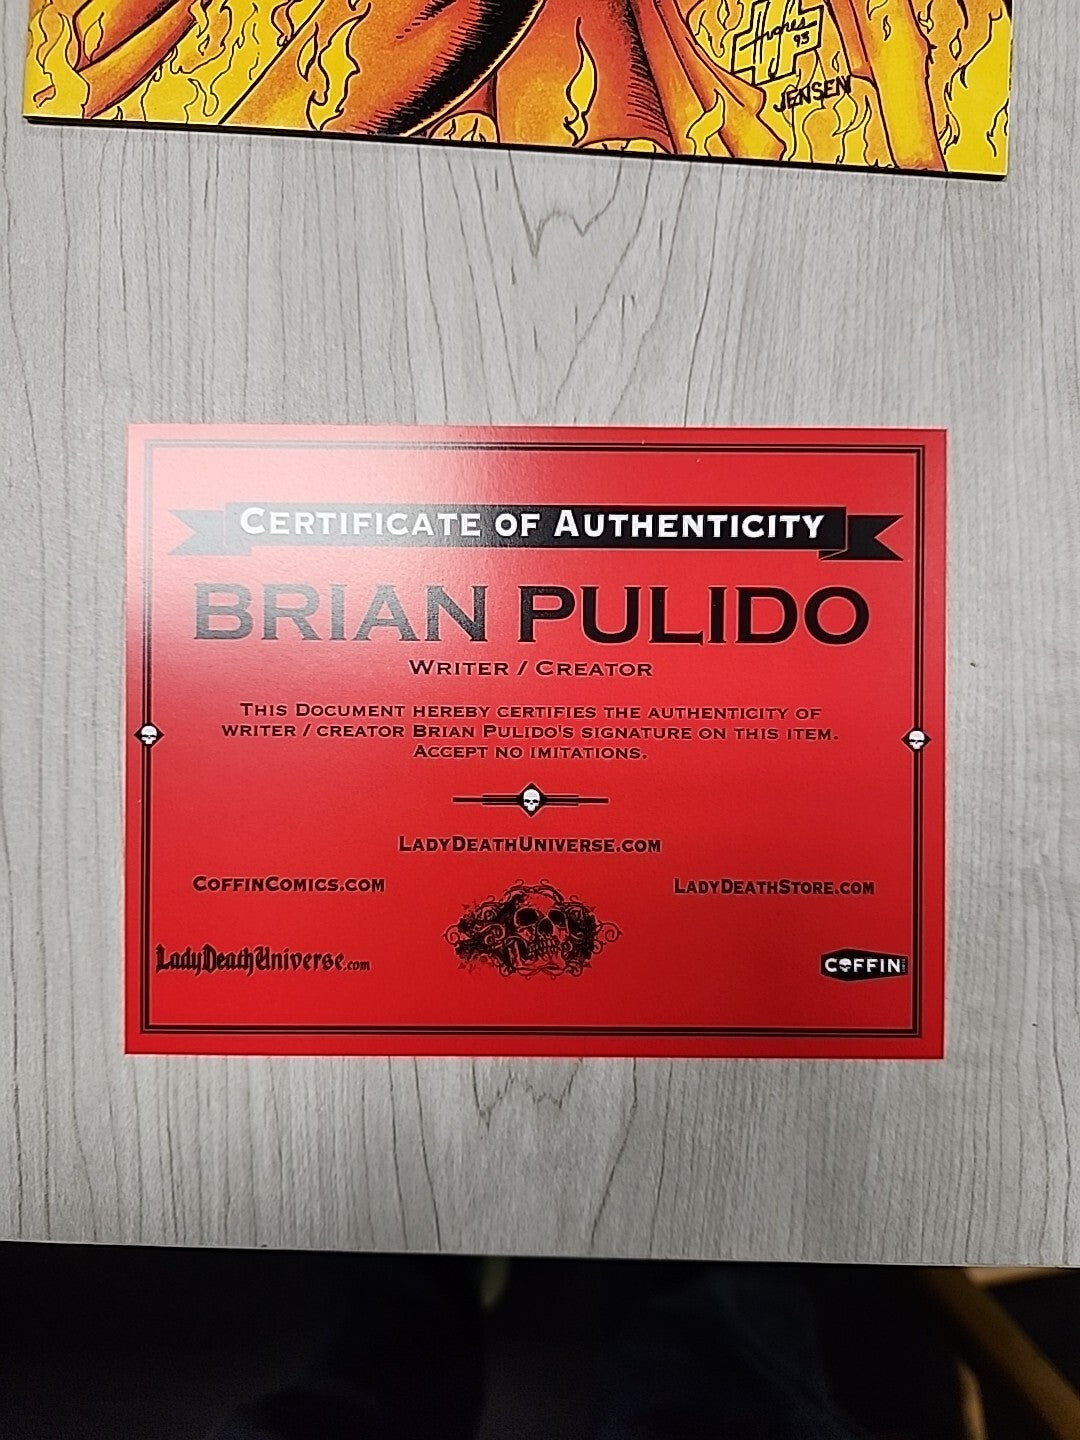 Hughes
93
JENSEN
CERTIFICATE OF AUTHENTICITY
BRIAN PULIDO
WRITER / CREATOR
THIS DOCUMENT HEREBY CERTIFIES THE AUTHENTICITY OF
WRITER / CREATOR BRIAN PULIDO'S SIGNATURE ON THIS ITEM.
ACCEPT NO IMITATIONS.
LADYDEATHUNIVERSE.COM
COFFINCOMICS.COM
LADYDEATHSTORE.COM
LadyDeathUniverse.com
COFFIN